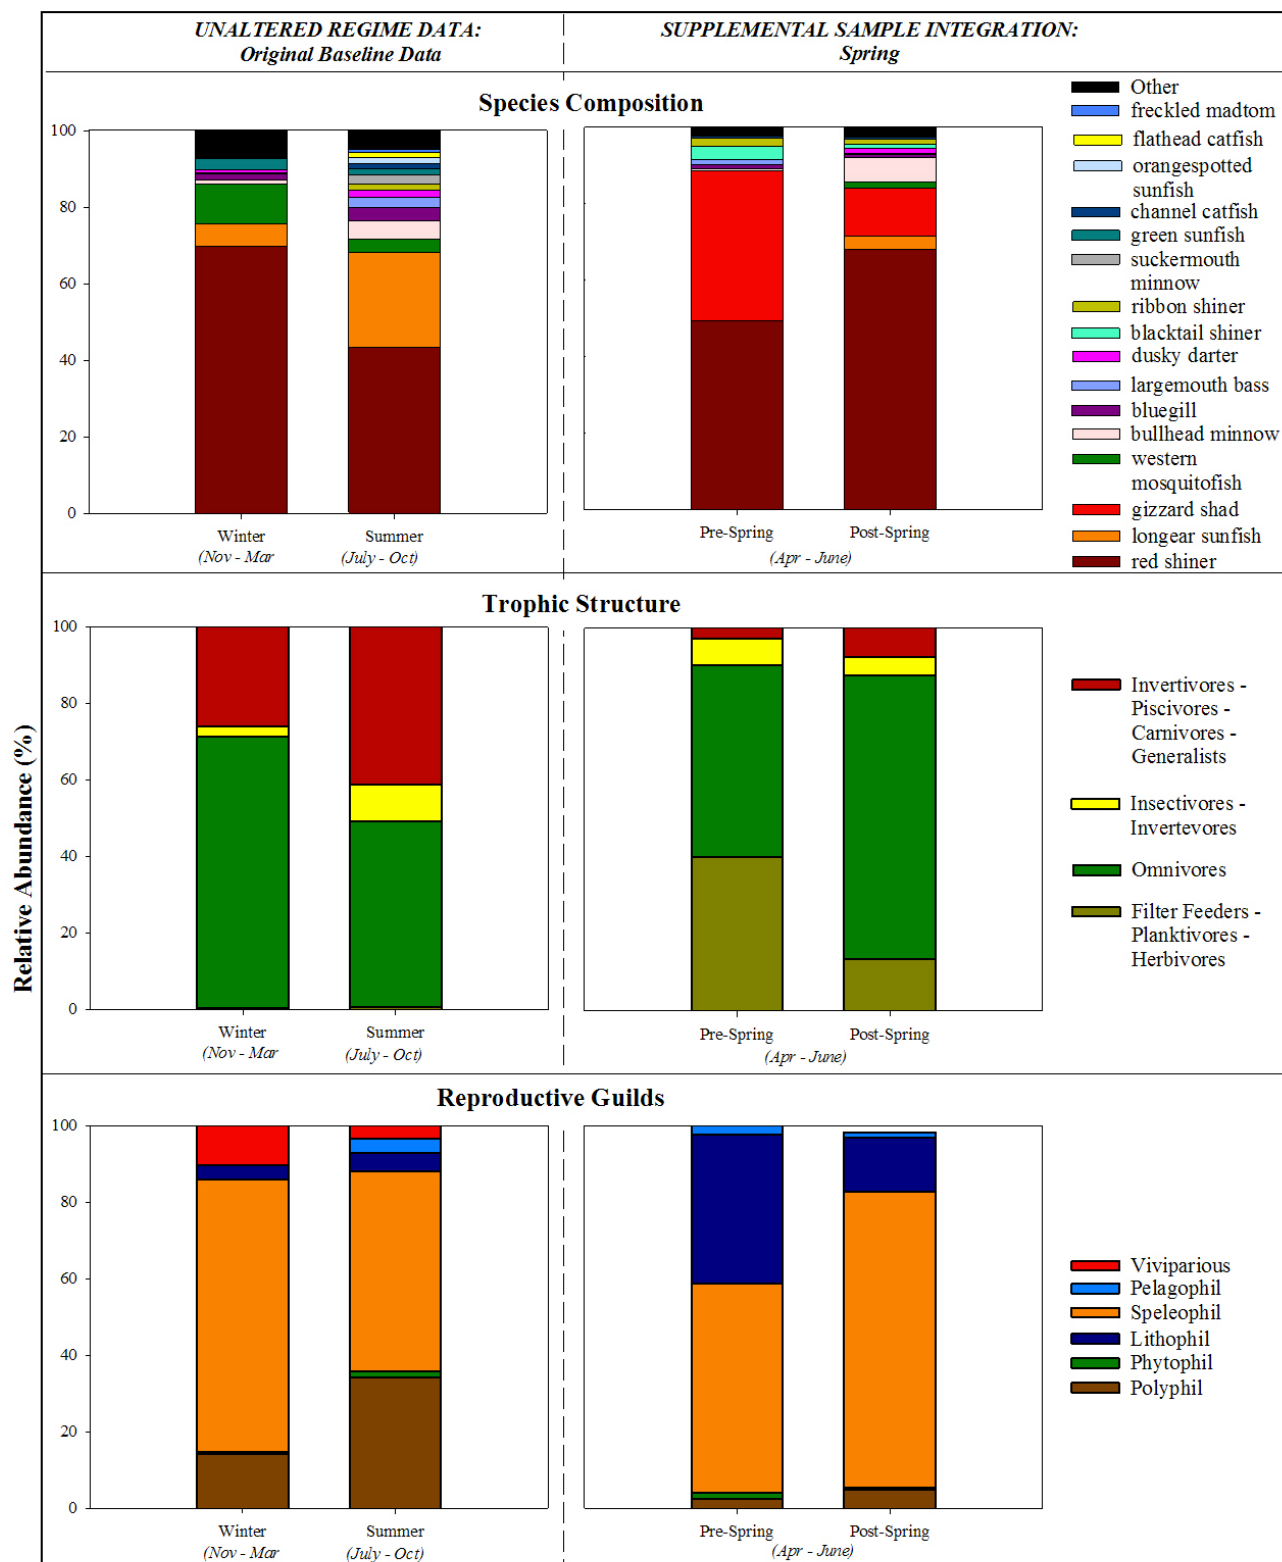 UNALTERED REGIME DATA:
Original Baseline Data
SUPPLEMENTAL SAMPLE INTEGRATION:
Spring
Species Composition
100
80
60
40
20
0
Winter
(Nov - Mar
Summer
(July - Oct)
Pre-Spring
Post-Spring
(Apr - June)
Other
freckled madtom
flathead catfish
orangespotted
sunfish
channel catfish
green sunfish
suckermouth
minnow
ribbon shiner
blacktail shiner
dusky darter
largemouth bass
bluegill
bullhead minnow
western
mosquitofish
gizzard shad
longear sunfish
red shiner
Relative Abundance (%)
Trophic Structure
100
80
60
40
20
0
Winter
(Nov - Mar
Summer
(July - Oct)
Pre-Spring
Post-Spring
(Apr - June)
Invertivores -
Piscivores -
Carnivores -
Generalists
Insectivores -
Invertevores
Omnivores
Filter Feeders -
Planktivores -
Herbivores
Reproductive Guilds
100
80
60
40
20
0
Winter
(Nov - Mar
Summer
(July - Oct)
Pre-Spring
Post-Spring
(Apr - June)
Viviparious
Pelagophil
Speleophil
Lithophil
Phytophil
Polyphil